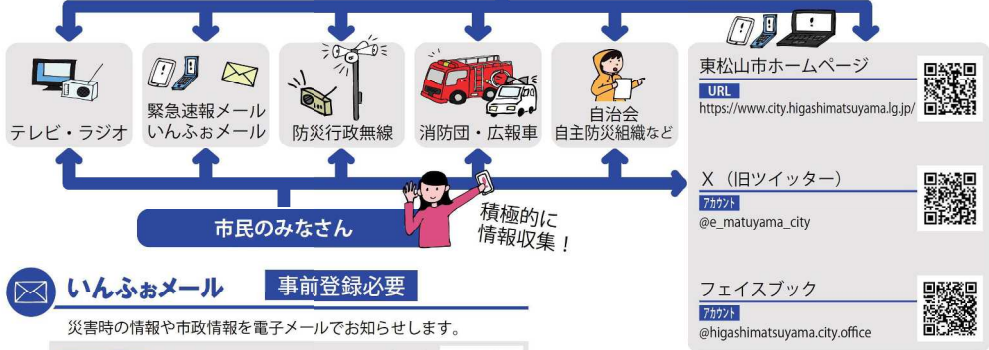 テレビ・ラジオ
緊急速報メール
いんふぉメール
防災行政無線
消防団・広報車
自治会
自主防災組織など
東松山市ホームページ
URL
https://www.city.higashimatsuyama.lg.jp/
X（旧ツイッター）
アカウント
@e_matuyama_city
フェイスブック
アカウント
@higashimatsuyama.city.office
市民のみなさん
積極的に
情報収集！
いんふぉメール 事前登録必要
災害時の情報や市政情報を電子メールでお知らせします。